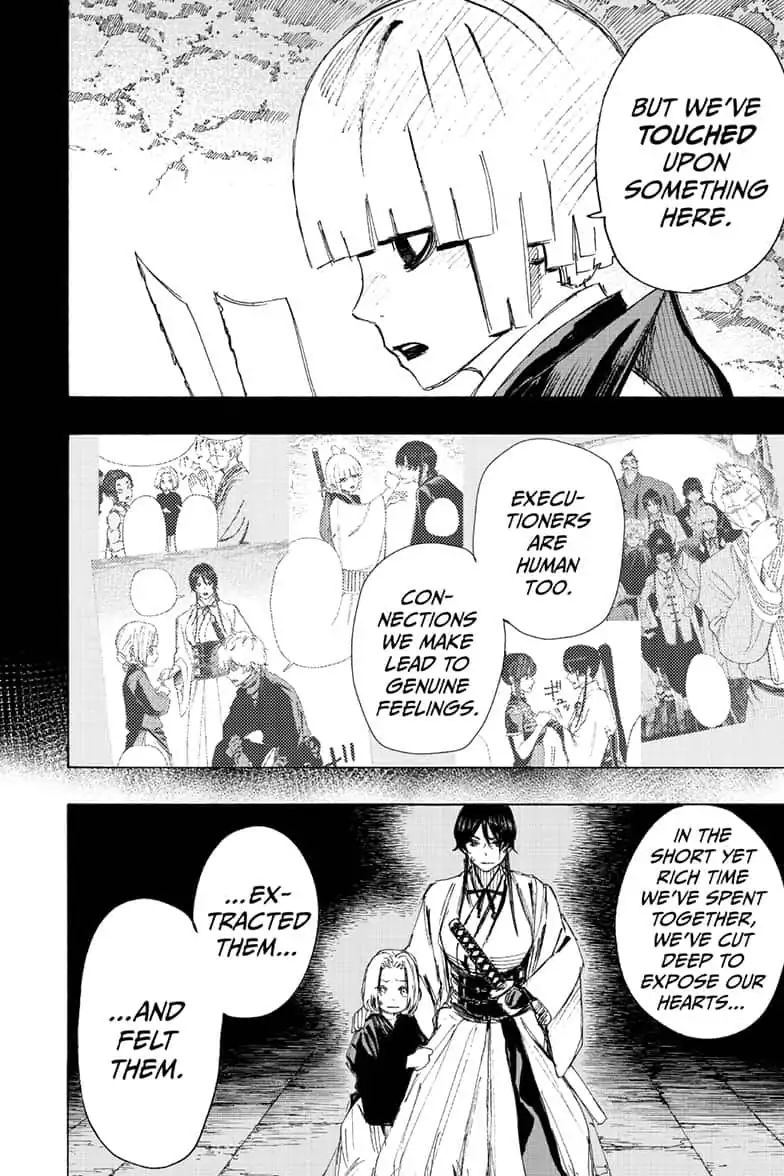 BUT WE'VE
TOUCHED
UPON
SOMETHING
HERE.
EXECU-
TIONERS
ARE
HUMAN
TOO.
CON-
NECTIONS
WE MAKE
LEAD TO
GENUINE
FEELINGS.
IN THE
SHORT YET
RICH TIME
WE'VE SPENT
TOGETHER,
WE'VE CUT
DEEP TO
EXPOSE OUR
HEARTS...
...EX-
TRACTED
THEM...
...AND
FELT
THEM.